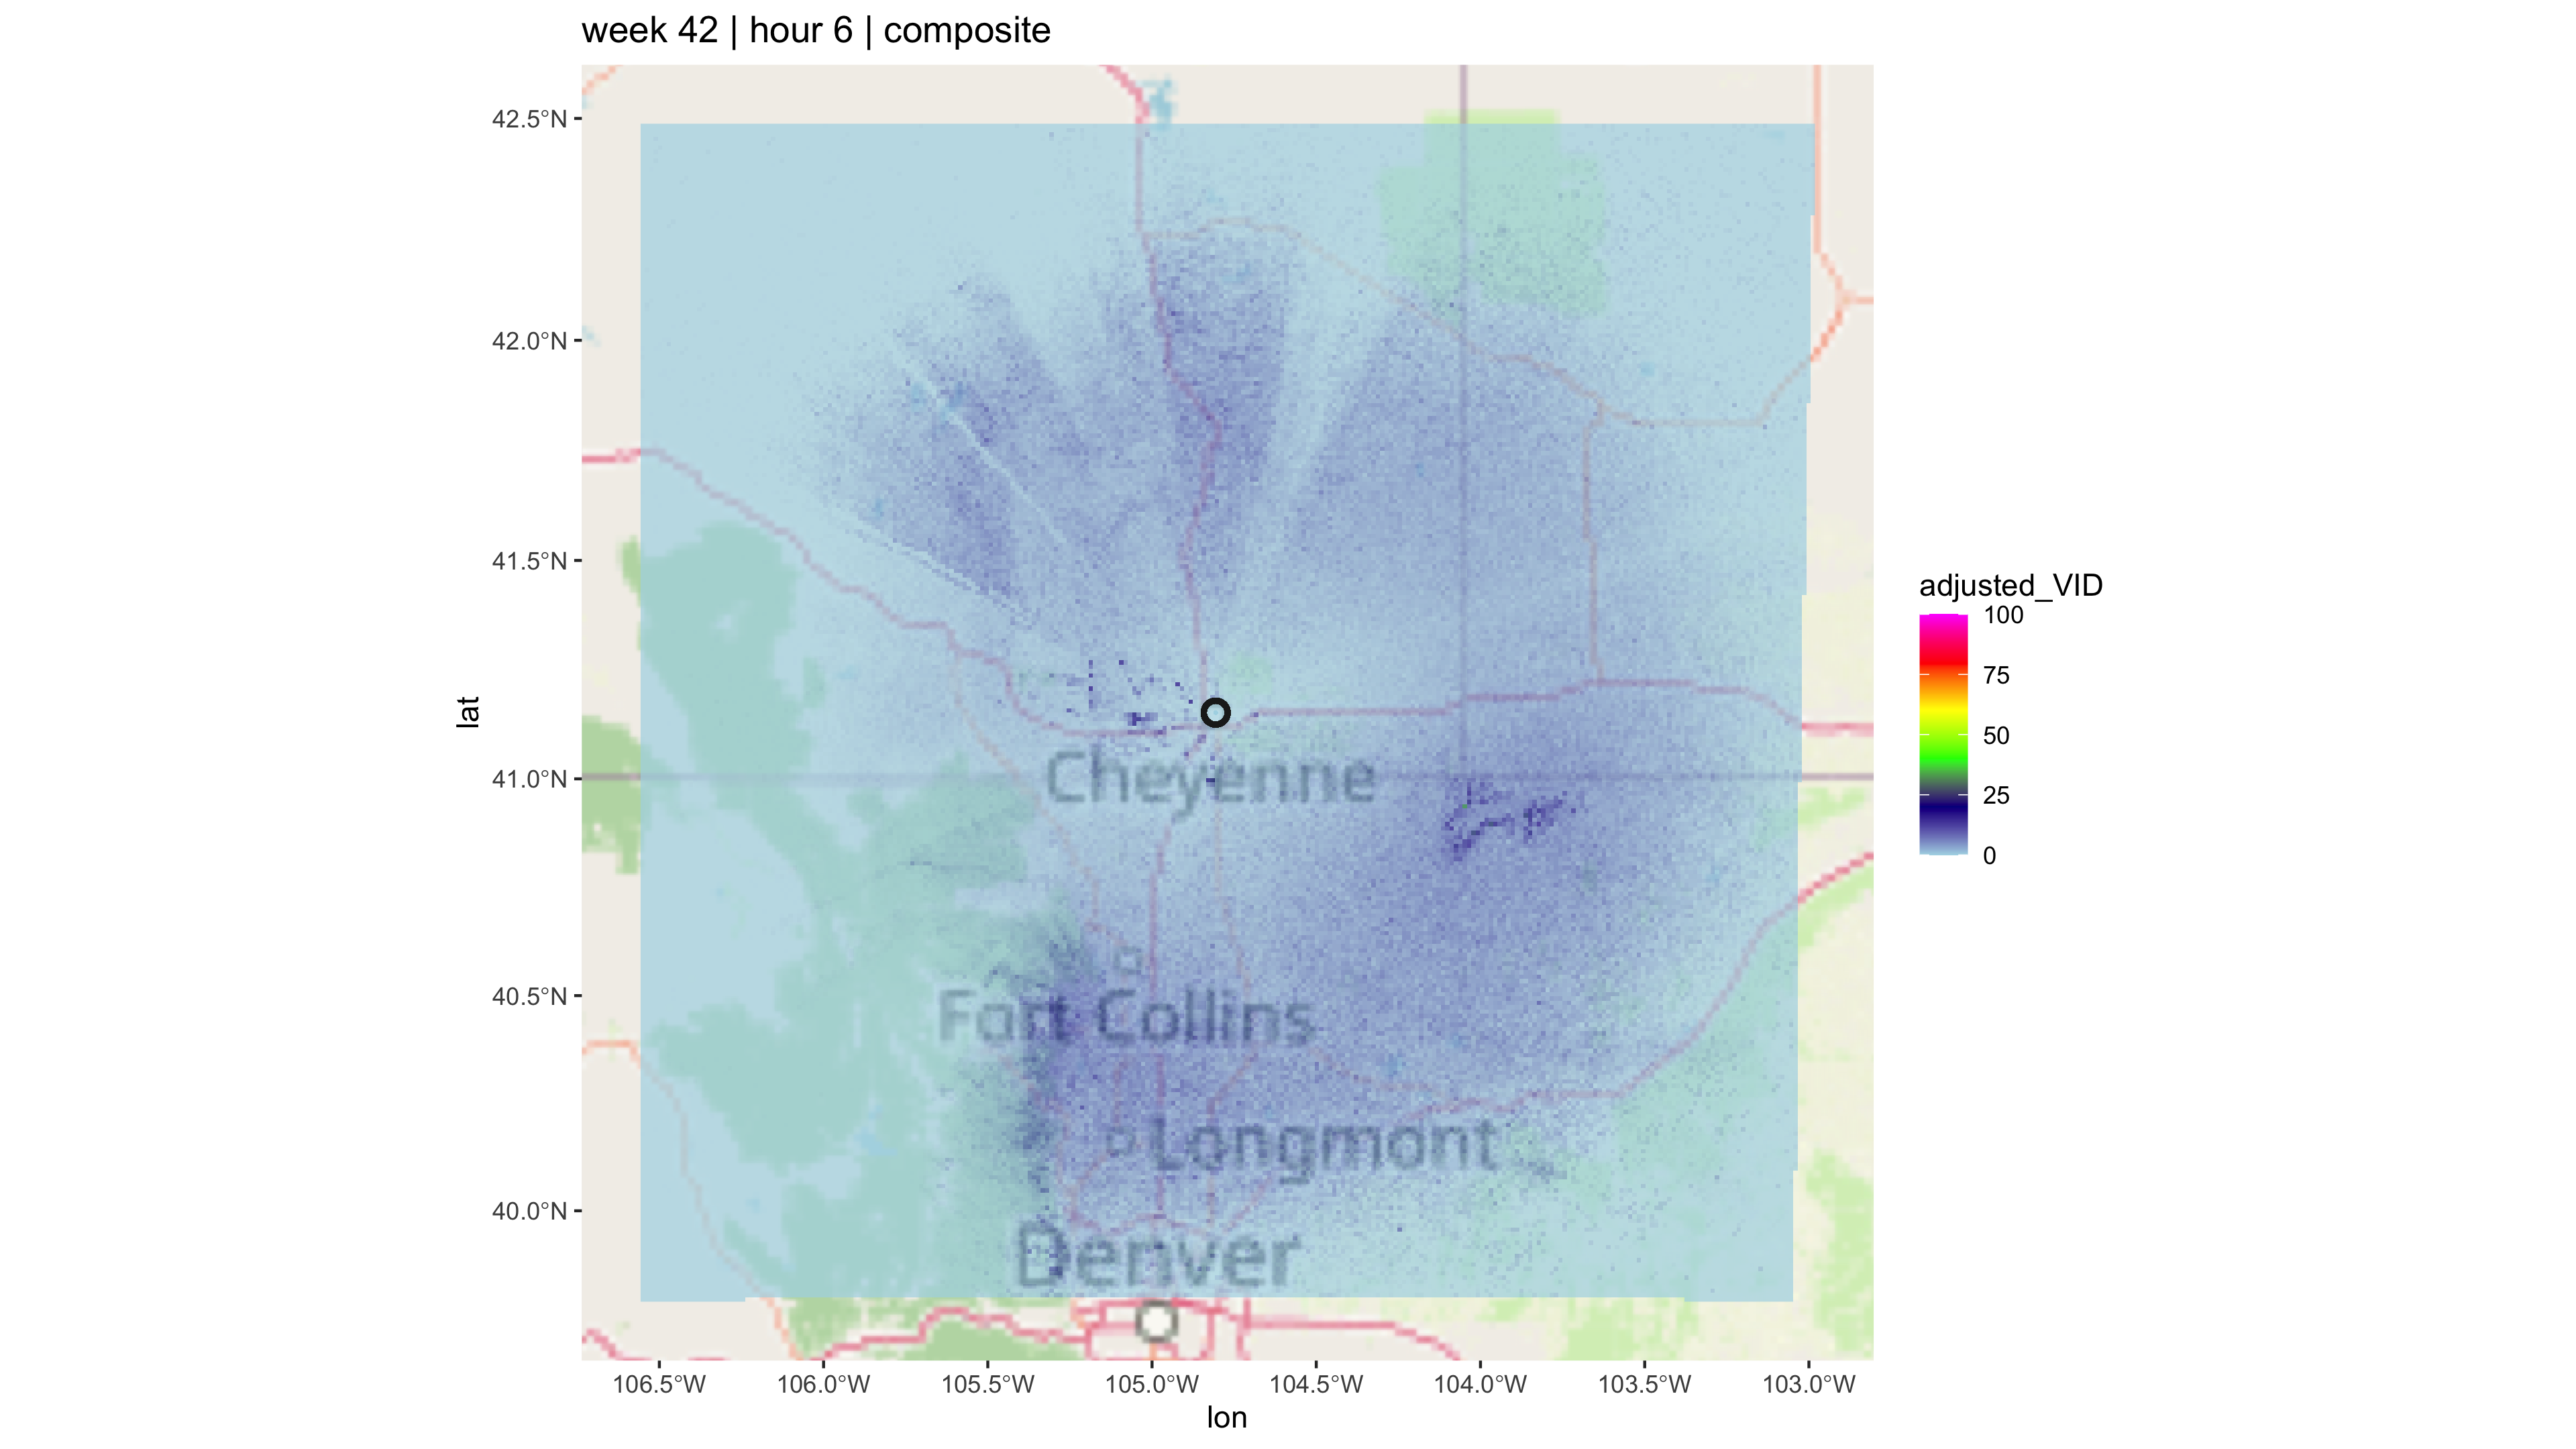 week 42 | hour 6 | composite
42.5°N
42.0°N
41.5°N
41.0°N
40.5°N
40.0°N
lat
Cheyenne
Fort Collins
Longmont
Denver
106.5°W 106.0°W 105.5°W 105.0°W 104.5°W 104.0°W 103.5°W 103.0°W
lon
adjusted_VID
100
75
50
25
0